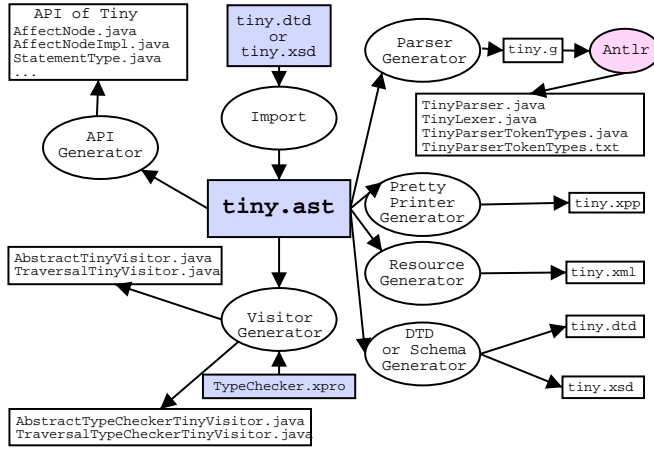 API of Tiny
AffectNode.java
AffectNodeImpl.java
StatementType.java
...
tiny.dtd
or
tiny.xsd
Parser
Generator
tiny.g
Antlr
TinyParser.java
TinyLexer.java
TinyParserTokenTypes.java
TinyParserTokenTypes.txt
API
Generator
Import
tiny.ast
Pretty
Printer
Generator
tiny.xpp
AbstractTinyVisitor.java
TraversalTinyVisitor.java
Resource
Generator
tiny.xml
Visitor
Generator
DTD
or Schema
Generator
tiny.dtd
tiny.xsd
TypeChecker.xpro
AbstractTypeCheckerTinyVisitor.java
TraversalTypeCheckerTinyVisitor.java